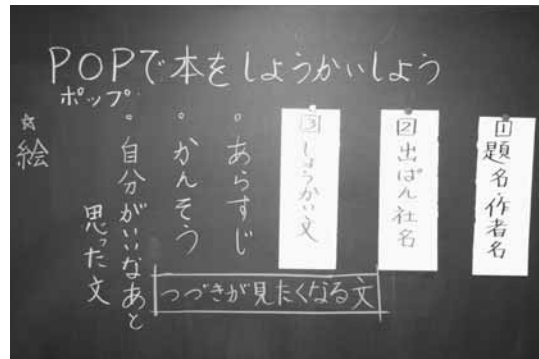 POPで本をしょうかいしよう
ポップ
1 題名・作者名
2 出ぱん社名
3 しょうかい文
。あらすじ
。かんそう
。自分がいいなあと
思った文
つづきが見たくなる文
☆絵